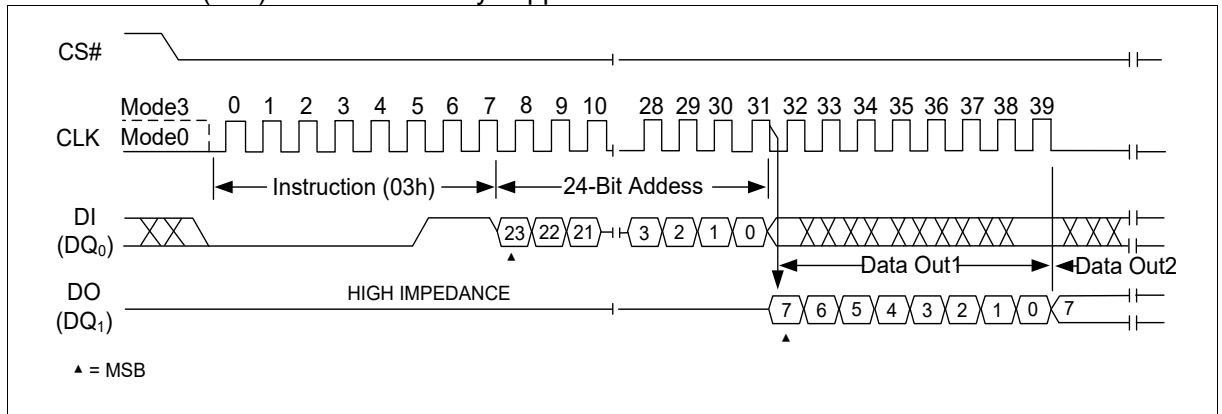 CS#
Mode3 0 1 2 3 4 5 6 7 8 9 10 28 29 30 31 32 33 34 35 36 37 38 39
CLK Mode0
Instruction (03h) 24-Bit Addess
DI
(DQ0) 23 22 21 3 2 1 0
Data Out1 Data Out2
DO HIGH IMPEDANCE
(DQ1) 7 6 5 4 3 2 1 0 7
▲ = MSB